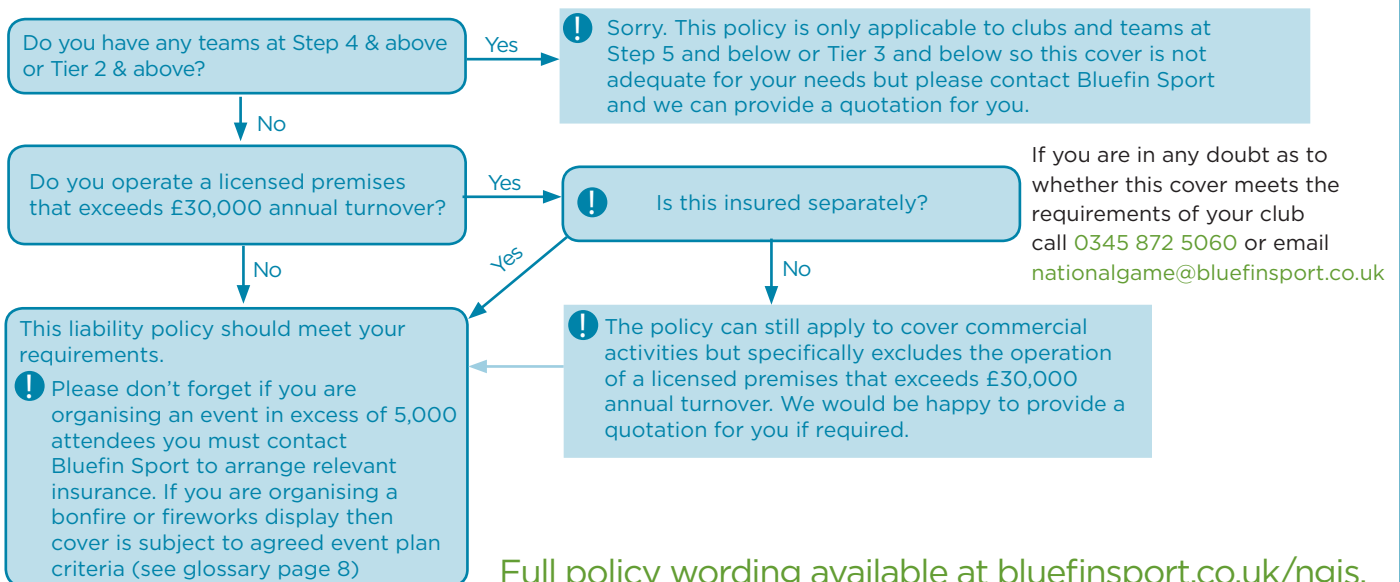 Do you have any teams at Step 4 & above
or Tier 2 & above?
Yes
Sorry. This policy is only applicable to clubs and teams at
Step 5 and below or Tier 3 and below so this cover is not
adequate for your needs but please contact Bluefin Sport
and we can provide a quotation for you.
No
Do you operate a licensed premises
that exceeds £30,000 annual turnover?
Yes
Is this insured separately?
If you are in any doubt as to
whether this cover meets the
requirements of your club
call 0345 872 5060 or email
nationalgame@bluefinsport.co.uk
No
Yes
No
This liability policy should meet your
requirements.
Please don’t forget if you are
organising an event in excess of 5,000
attendees you must contact
Bluefin Sport to arrange relevant
insurance. If you are organising a
bonfire or fireworks display then
cover is subject to agreed event plan
criteria (see glossary page 8)
The policy can still apply to cover commercial
activities but specifically excludes the operation
of a licensed premises that exceeds £30,000
annual turnover. We would be happy to provide a
quotation for you if required.
Full policy wording available at bluefinsport.co.uk/ngis.